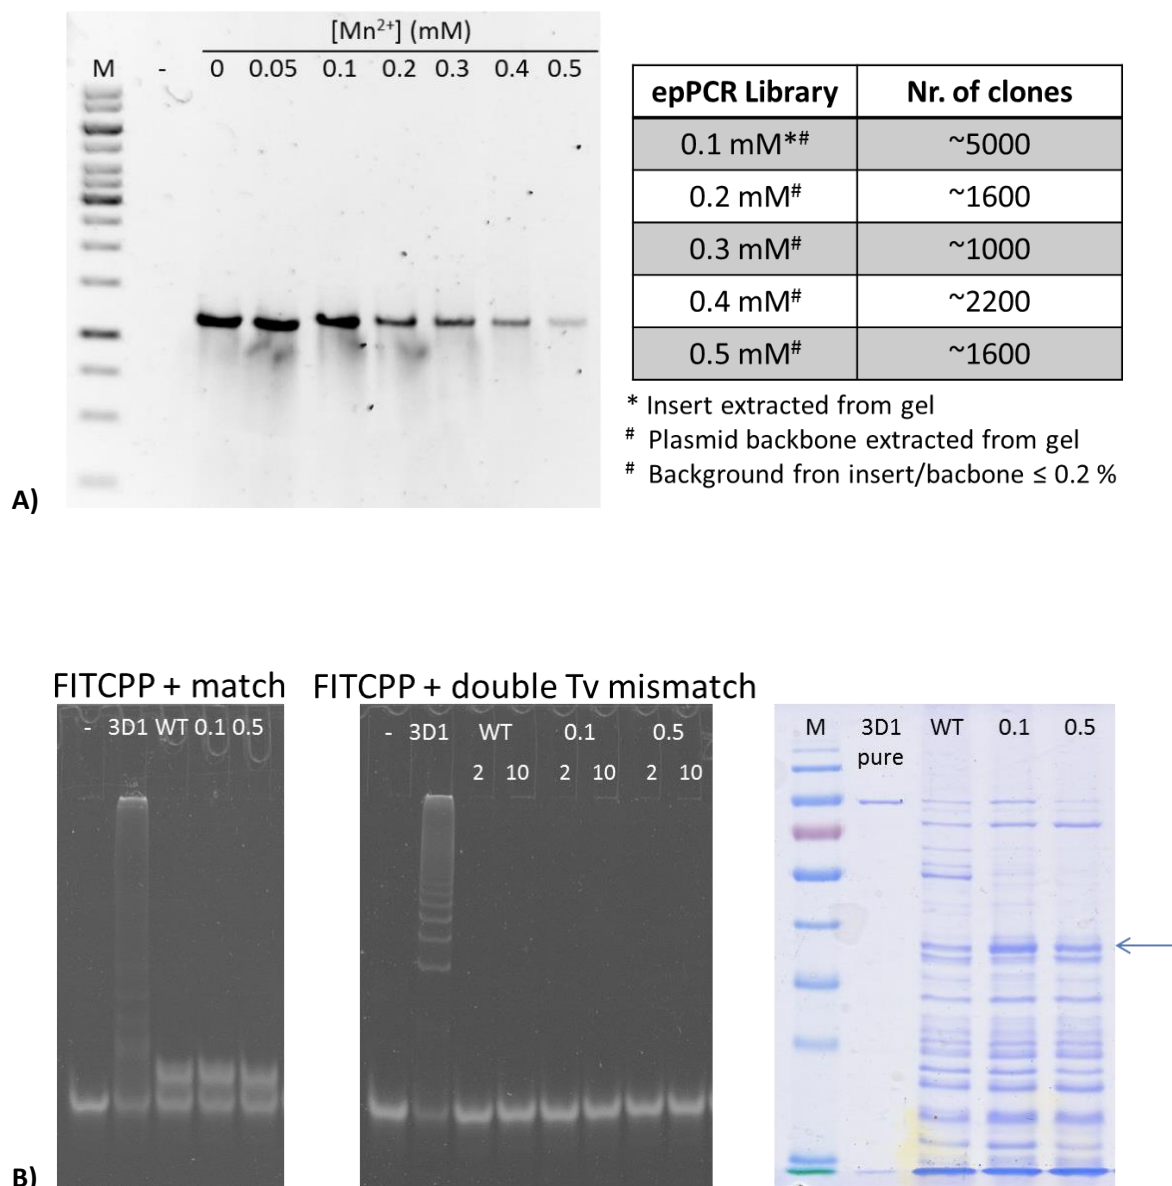 [Mn²⁺] (mM)
M - 0 0.05 0.1 0.2 0.3 0.4 0.5
epPCR Library Nr. of clones
0.1 mM*# ~5000
0.2 mM# ~1600
0.3 mM# ~1000
0.4 mM# ~2200
0.5 mM# ~1600
* Insert extracted from gel
# Plasmid backbone extracted from gel
# Background fron insert/bacbone ≤ 0.2 %
A)
FITCPP + match
- 3D1 WT 0.1 0.5
FITCPP + double Tv mismatch
- 3D1 WT 0.1 0.5
2 10 2 10 2 10
M 3D1 WT 0.1 0.5
pure
B)